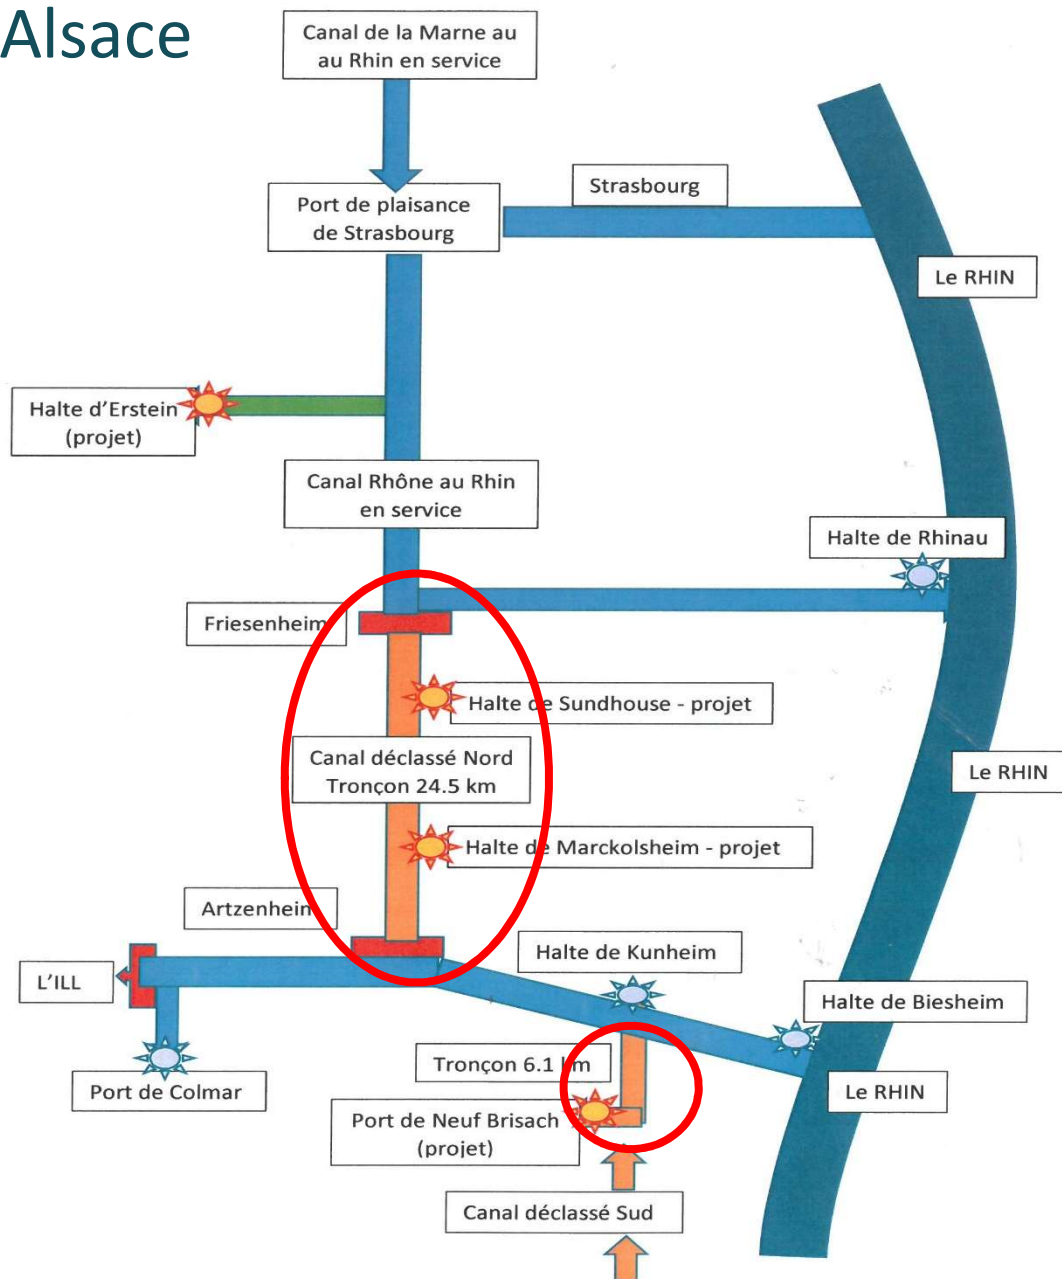 Alsace
Canal de la Marne au
au Rhin en service
Strasbourg
Port de plaisance
de Strasbourg
Le RHIN
Halte d'Erstein
(projet)
Canal Rhône au Rhin
en service
Halte de Rhinau
Friesenheim
Halte de Sundhouse - projet
Canal déclassé Nord
Tronçon 24.5 km
Le RHIN
Halte de Marckolsheim - projet
Artzenhein
Halte de Kunheim
L'ILL
Halte de Biesheim
Tronçon 6.1 km
Port de Colmar
Le RHIN
Port de Neuf Brisach
(projet)
Canal déclassé Sud